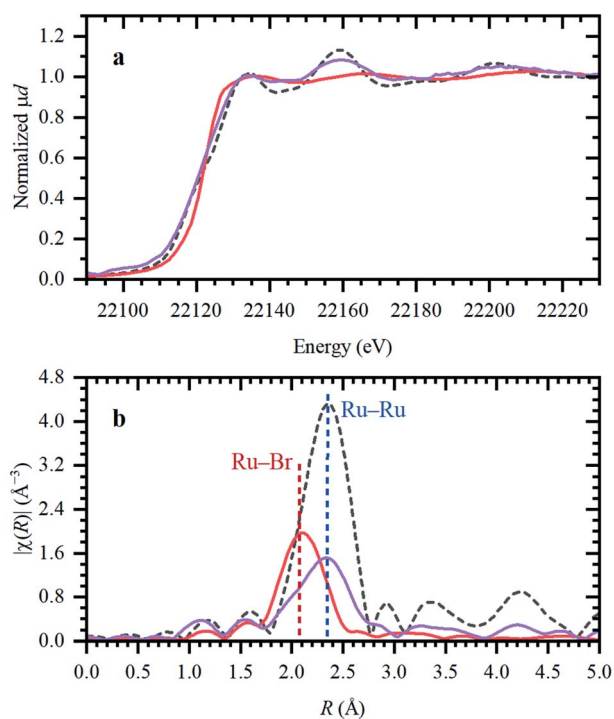 a
1.2
1.0
0.8
0.6
0.4
0.2
0.0
Normalized μd
22100 22120 22140 22160 22180 22200 22220
Energy (eV)
b
4.8
4.0
3.2
2.4
1.6
0.8
0.0
|χ(R)| (Å⁻³)
Ru–Ru
Ru–Br
0.0 0.5 1.0 1.5 2.0 2.5 3.0 3.5 4.0 4.5 5.0
R (Å)